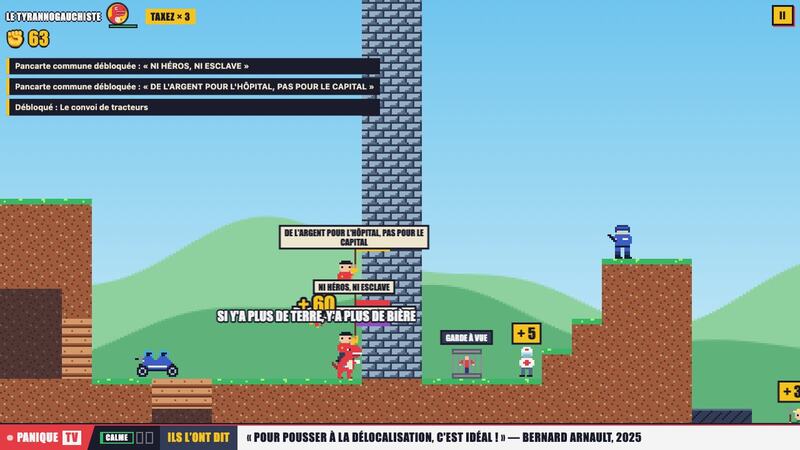 LE TYRANNOGAUCHISTE
TAXEZ × 3
63
Pancarte commune débloquée : « NI HÉROS, NI ESCLAVE »
Pancarte commune débloquée : « DE L'ARGENT POUR L'HÔPITAL, PAS POUR LE CAPITAL »
Débloqué : Le convoi de tracteurs
DE L'ARGENT POUR L'HÔPITAL, PAS POUR LE
CAPITAL
NI HÉROS, NI ESCLAVE
+60
SI Y'A PLUS DE TERRE, Y'A PLUS DE BIÈRE
GARDE À VUE
+5
+3
PANIQUE TV
CALME
ILS L'ONT DIT
« POUR POUSSER À LA DÉLOCALISATION, C'EST IDÉAL ! » — BERNARD ARNAULT, 2025